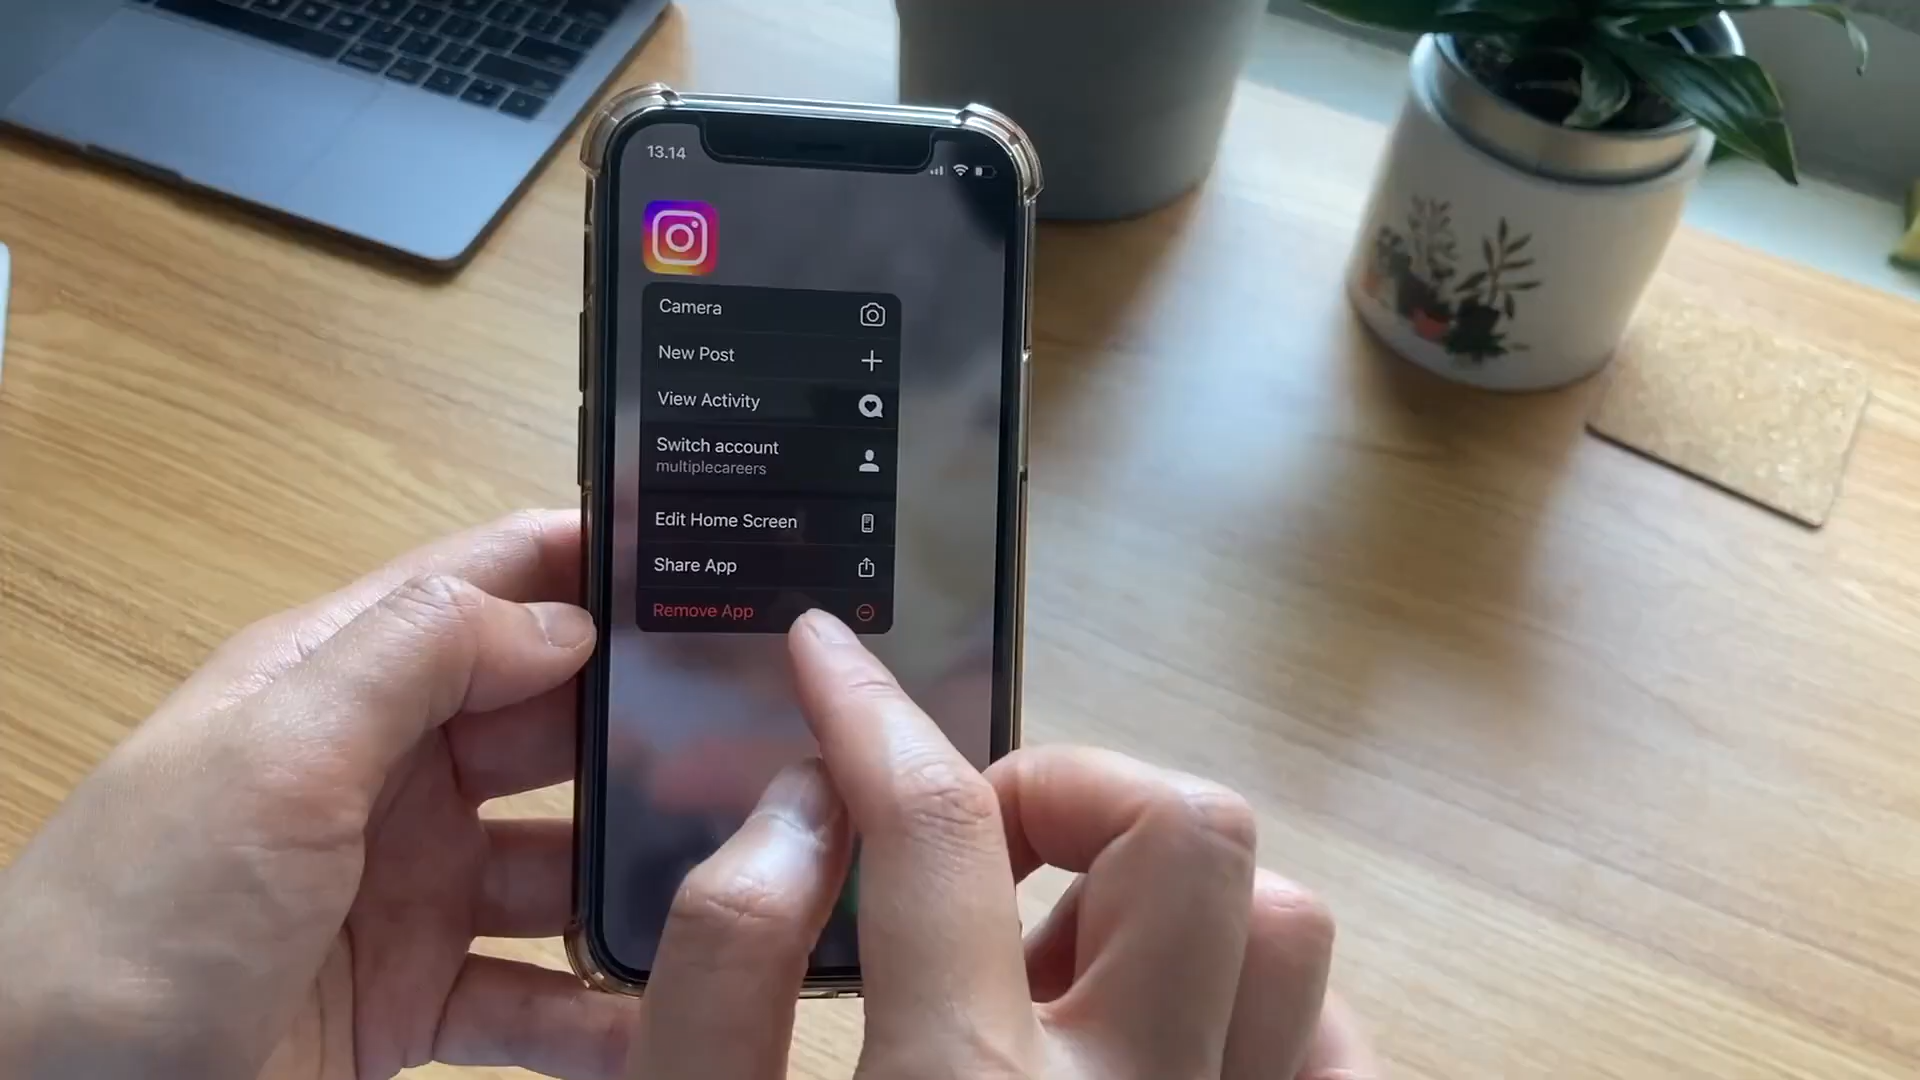 13.14
Camera
New Post
View Activity
Switch account
multiplecareers
Edit Home Screen
Share App
Remove App